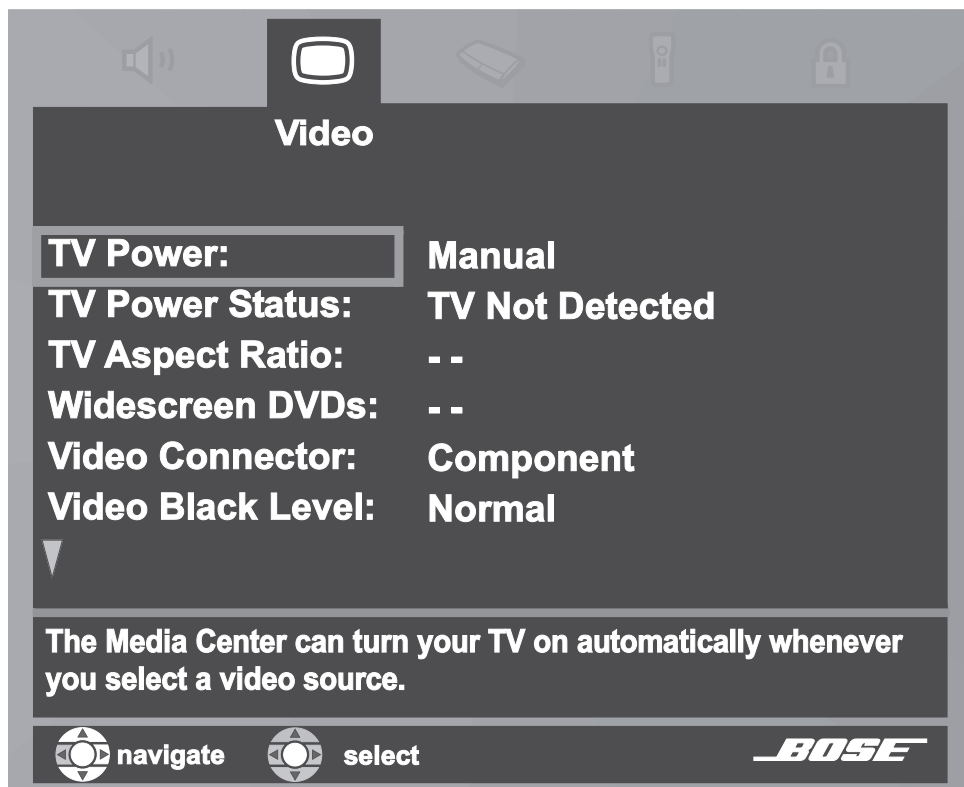 Video
TV Power: Manual
TV Power Status: TV Not Detected
TV Aspect Ratio: - -
Widescreen DVDs: - -
Video Connector: Component
Video Black Level: Normal
The Media Center can turn your TV on automatically whenever
you select a video source.
navigate select BOSE